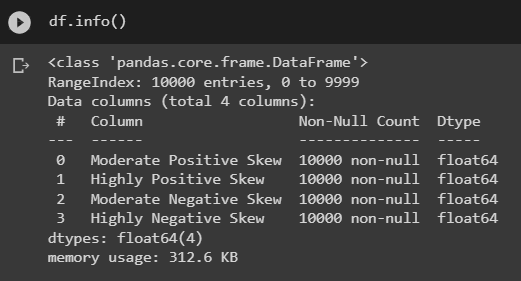 df.info()
<class 'pandas.core.frame.DataFrame'>
RangeIndex: 10000 entries, 0 to 9999
Data columns (total 4 columns):
 #   Column                  Non-Null Count  Dtype
---  ------                  --------------  -----
 0   Moderate Positive Skew  10000 non-null  float64
 1   Highly Positive Skew    10000 non-null  float64
 2   Moderate Negative Skew  10000 non-null  float64
 3   Highly Negative Skew    10000 non-null  float64
dtypes: float64(4)
memory usage: 312.6 KB